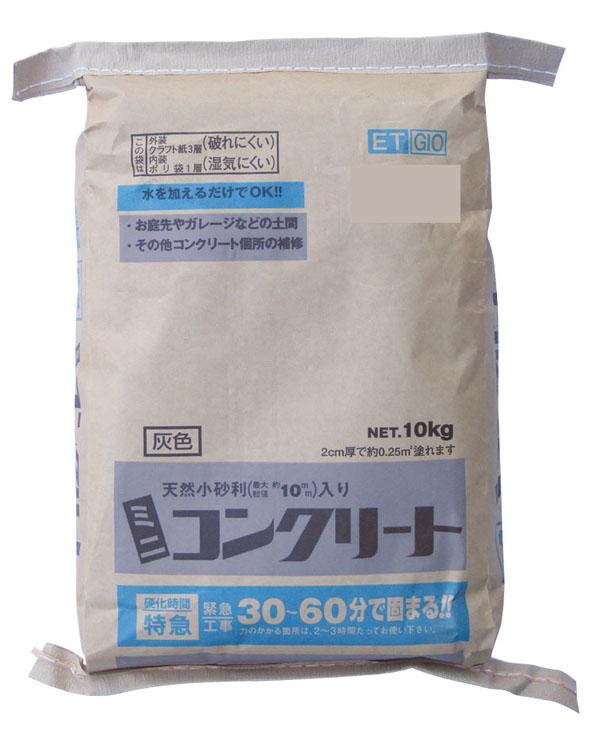 この袋は
外装 クラフト紙3層(破れにくい)
内装 ポリ袋1層(湿気にくい)
ET GIO
水を加えるだけでOK!!
・お庭先やガレージなどの土間
・その他コンクリート個所の補修
灰色
NET.10kg
2cm厚で約0.25㎡塗れます
天然小砂利(最大粒径 約10mm)入り
ミニコンクリート
硬化時間
特急
緊急
工事
30~60分で固まる!!
力のかかる箇所は、2~3時間たってお使い下さい。